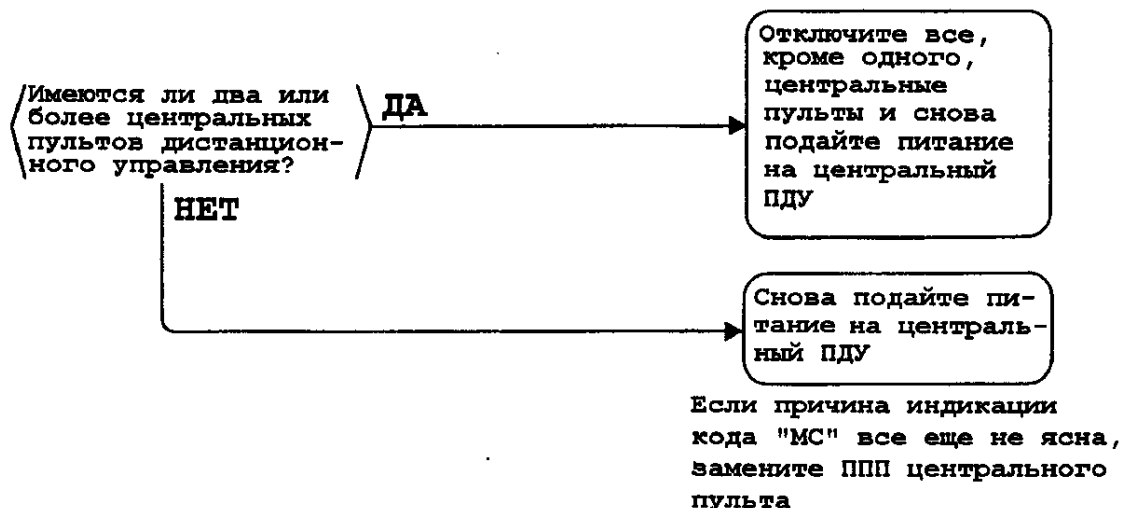 Имеются ли два или
более центральных
пультов дистанцион-
ного управления?
ДА
Отключите все,
кроме одного,
центральные
пульты и снова
подайте питание
на центральный
ПДУ
НЕТ
Снова подайте пи-
тание на централь-
ный ПДУ
Если причина индикации
кода "МС" все еще не ясна,
замените ППП центрального
пульта